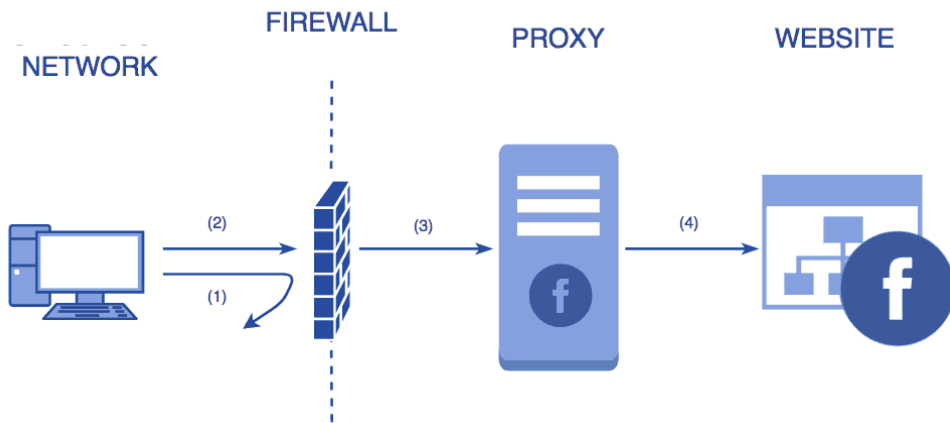 FIREWALL
PROXY
WEBSITE
NETWORK
(2)
(3)
(4)
(1)
f
f